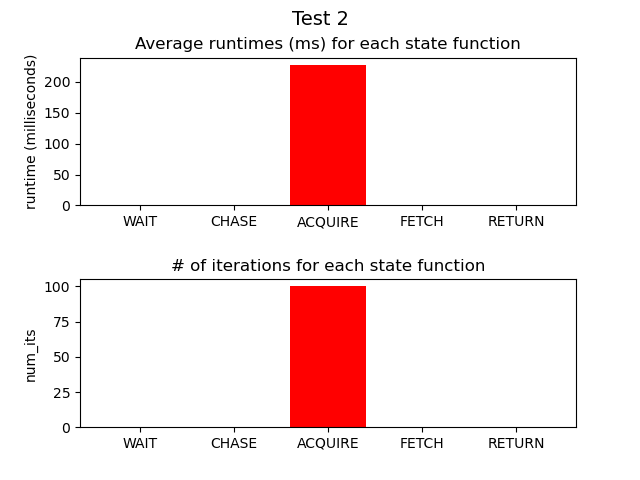 Test 2
Average runtimes (ms) for each state function
runtime (milliseconds)
200
150
100
50
0
WAIT CHASE ACQUIRE FETCH RETURN
# of iterations for each state function
num_its
100
75
50
25
0
WAIT CHASE ACQUIRE FETCH RETURN